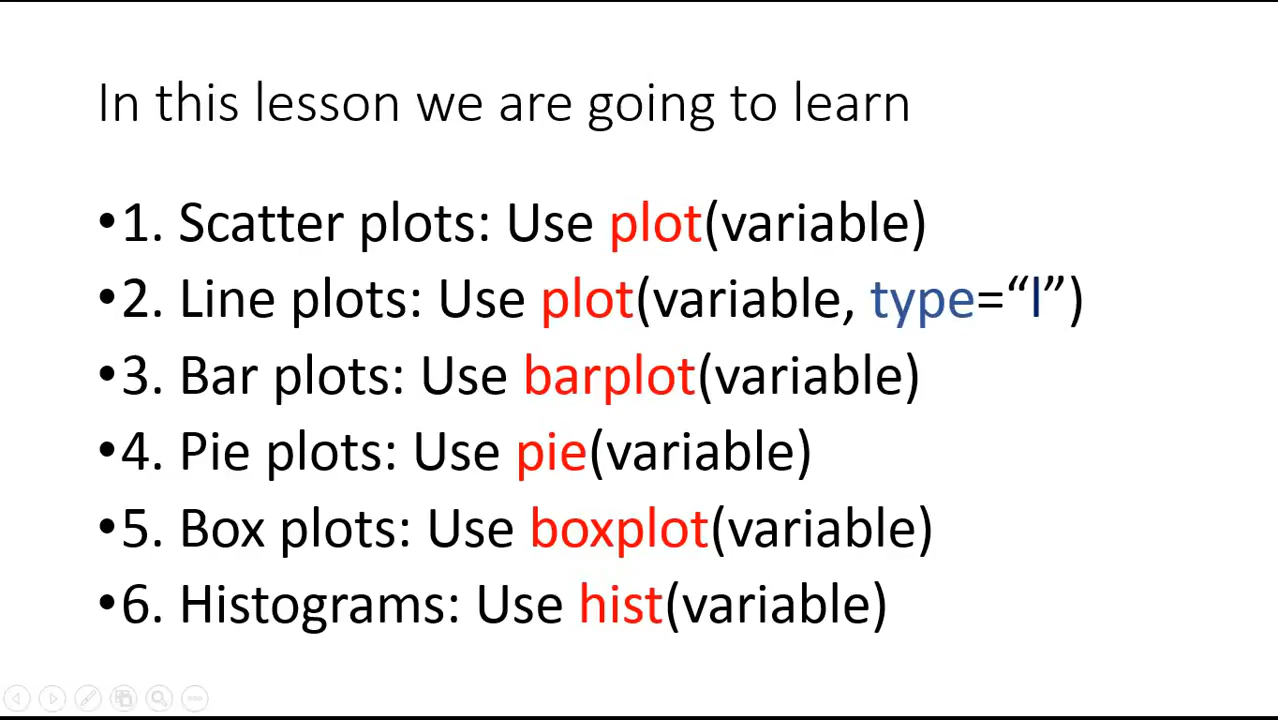 In this lesson we are going to learn
•1. Scatter plots: Use plot(variable)
•2. Line plots: Use plot(variable, type=“l”)
•3. Bar plots: Use barplot(variable)
•4. Pie plots: Use pie(variable)
•5. Box plots: Use boxplot(variable)
•6. Histograms: Use hist(variable)